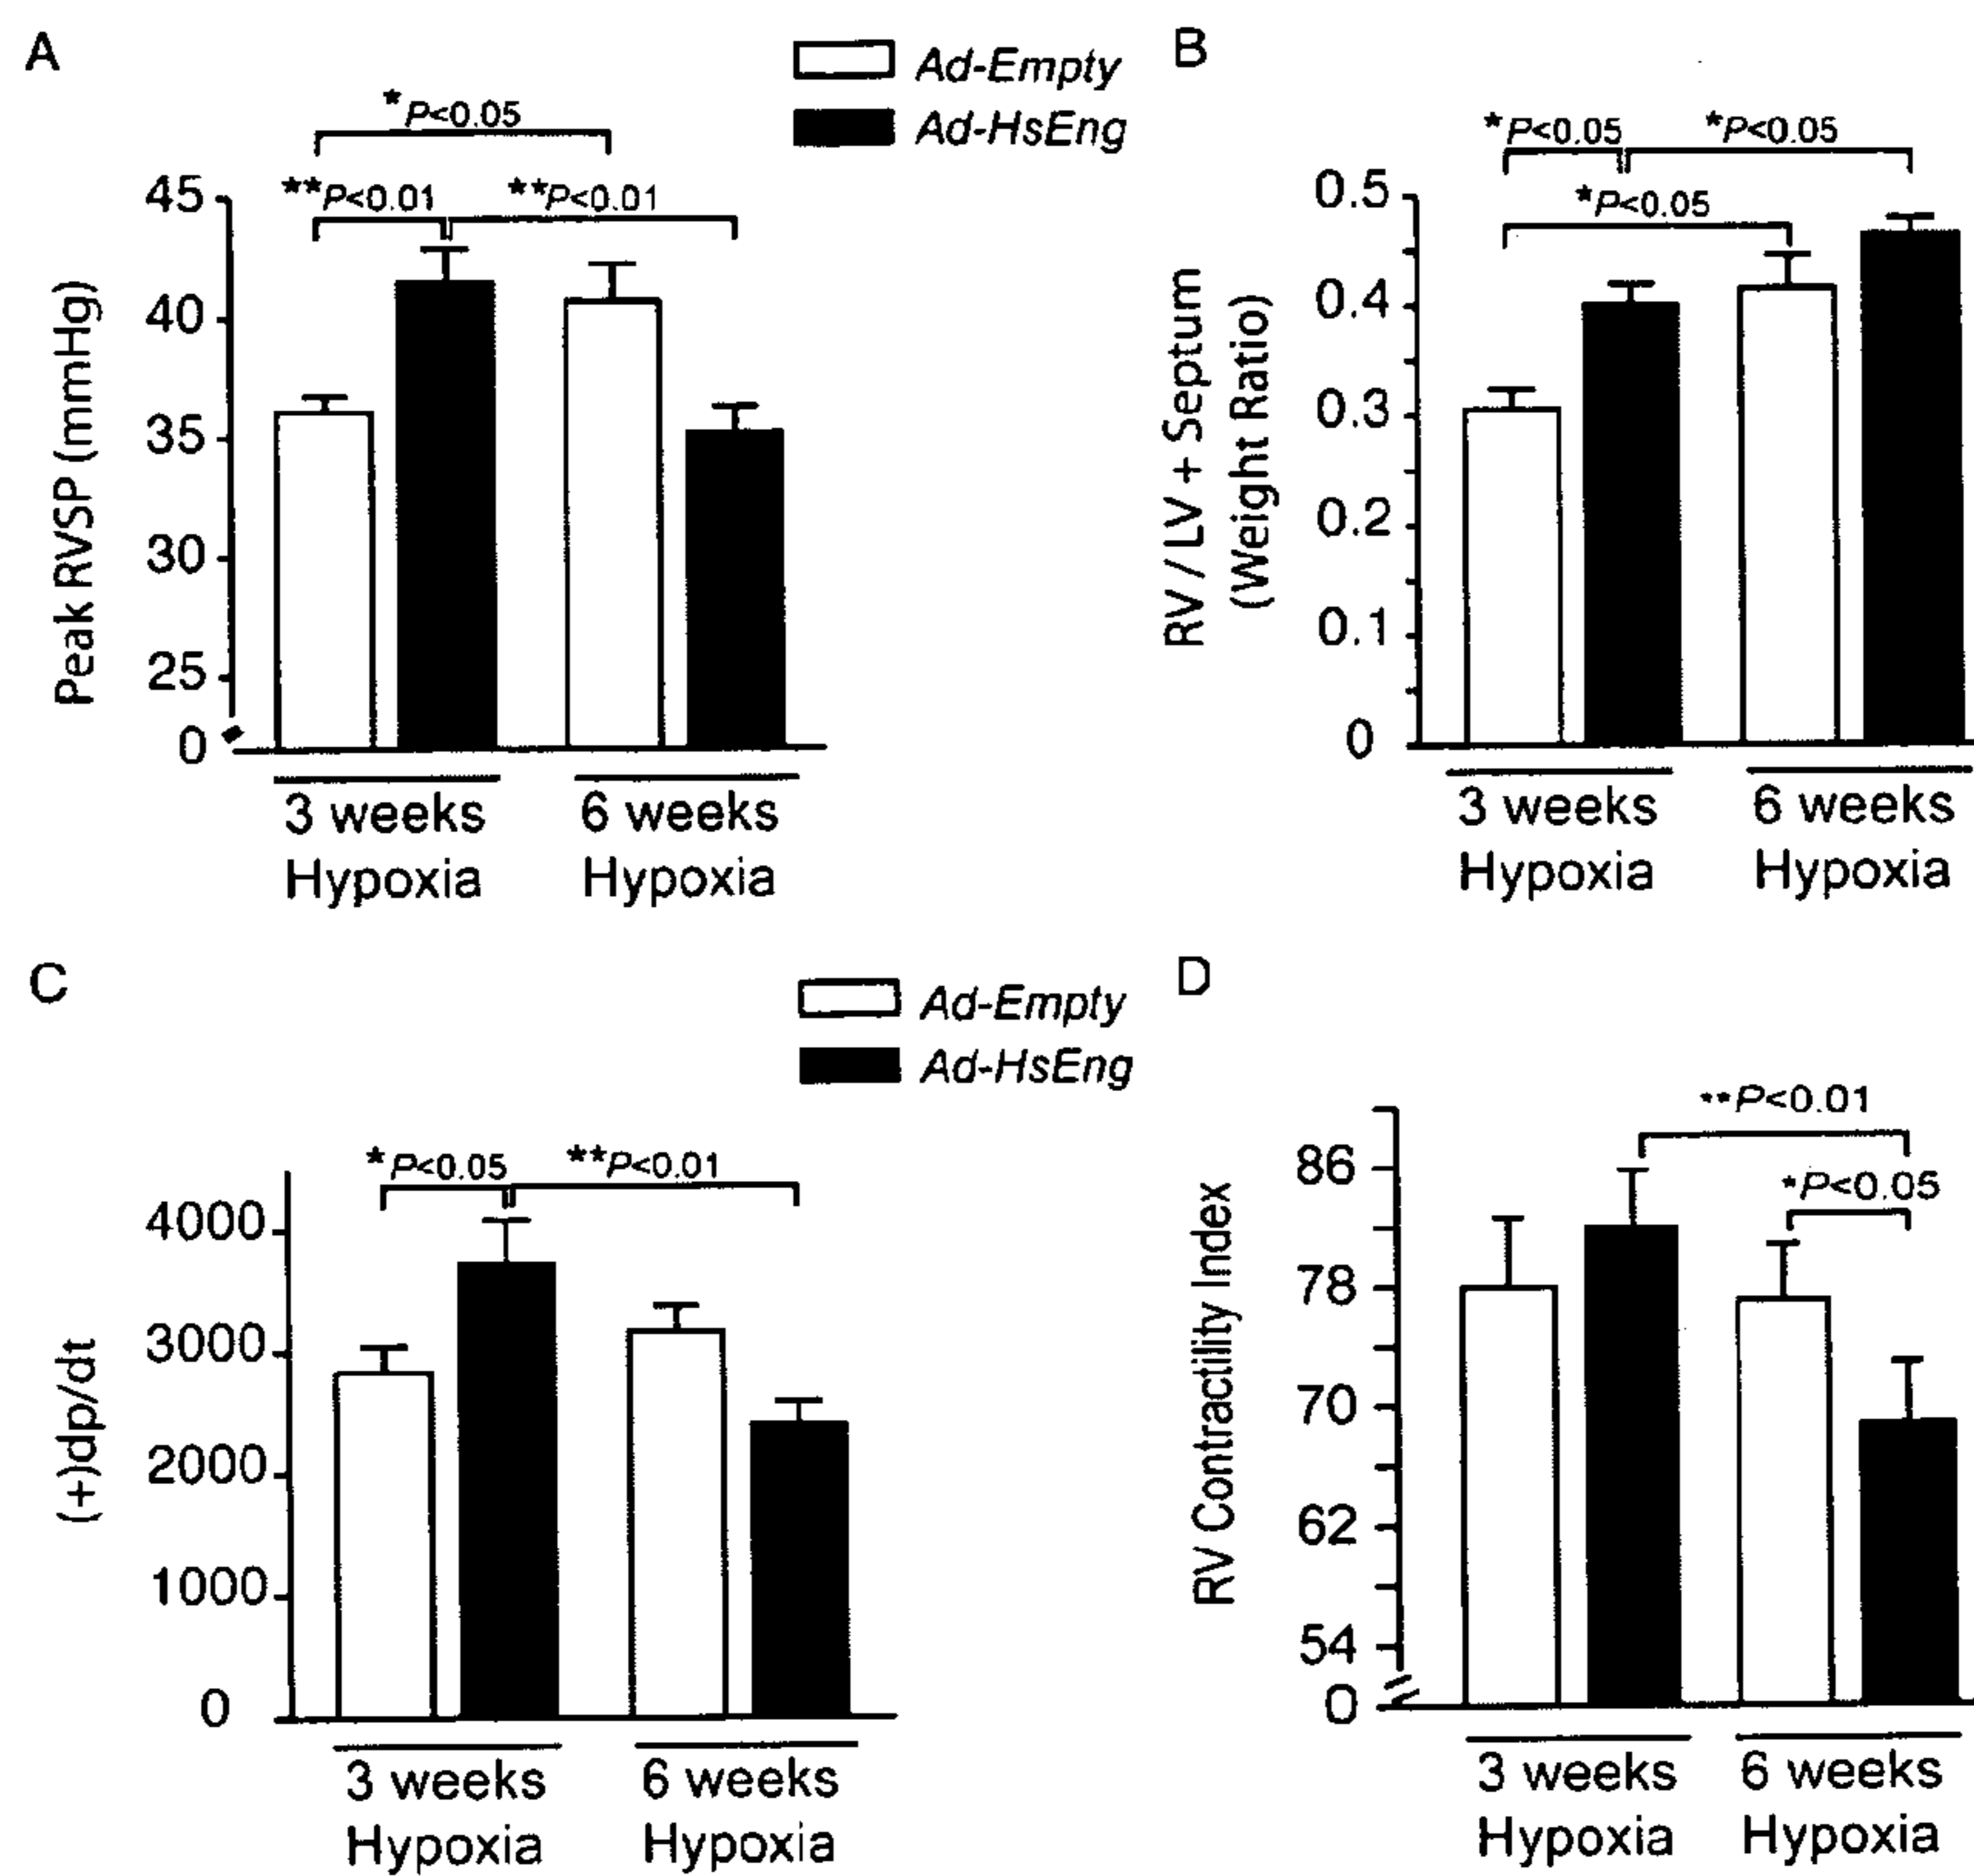 A
Ad-Empty
Ad-HsEng
*P<0.05
**P<0.01
**P<0.01
Peak RVSP (mmHg)
45
40
35
30
25
0
3 weeks
Hypoxia
6 weeks
Hypoxia
B
*P<0.05
*P<0.05
*P<0.05
RV / LV + Septum
(Weight Ratio)
0.5
0.4
0.3
0.2
0.1
0
3 weeks
Hypoxia
6 weeks
Hypoxia
C
Ad-Empty
Ad-HsEng
*P<0.05
**P<0.01
(+)dp/dt
4000
3000
2000
1000
0
3 weeks
Hypoxia
6 weeks
Hypoxia
D
**P<0.01
*P<0.05
RV Contractility Index
86
78
70
62
54
0
3 weeks
Hypoxia
6 weeks
Hypoxia